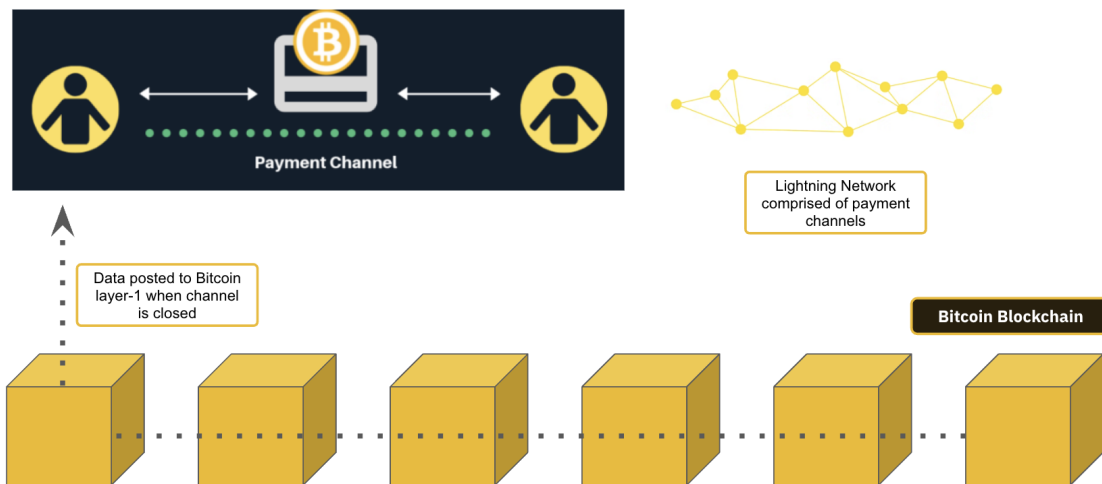 ₿
Payment Channel
Lightning Network
comprised of payment
channels
Data posted to Bitcoin
layer-1 when channel
is closed
Bitcoin Blockchain